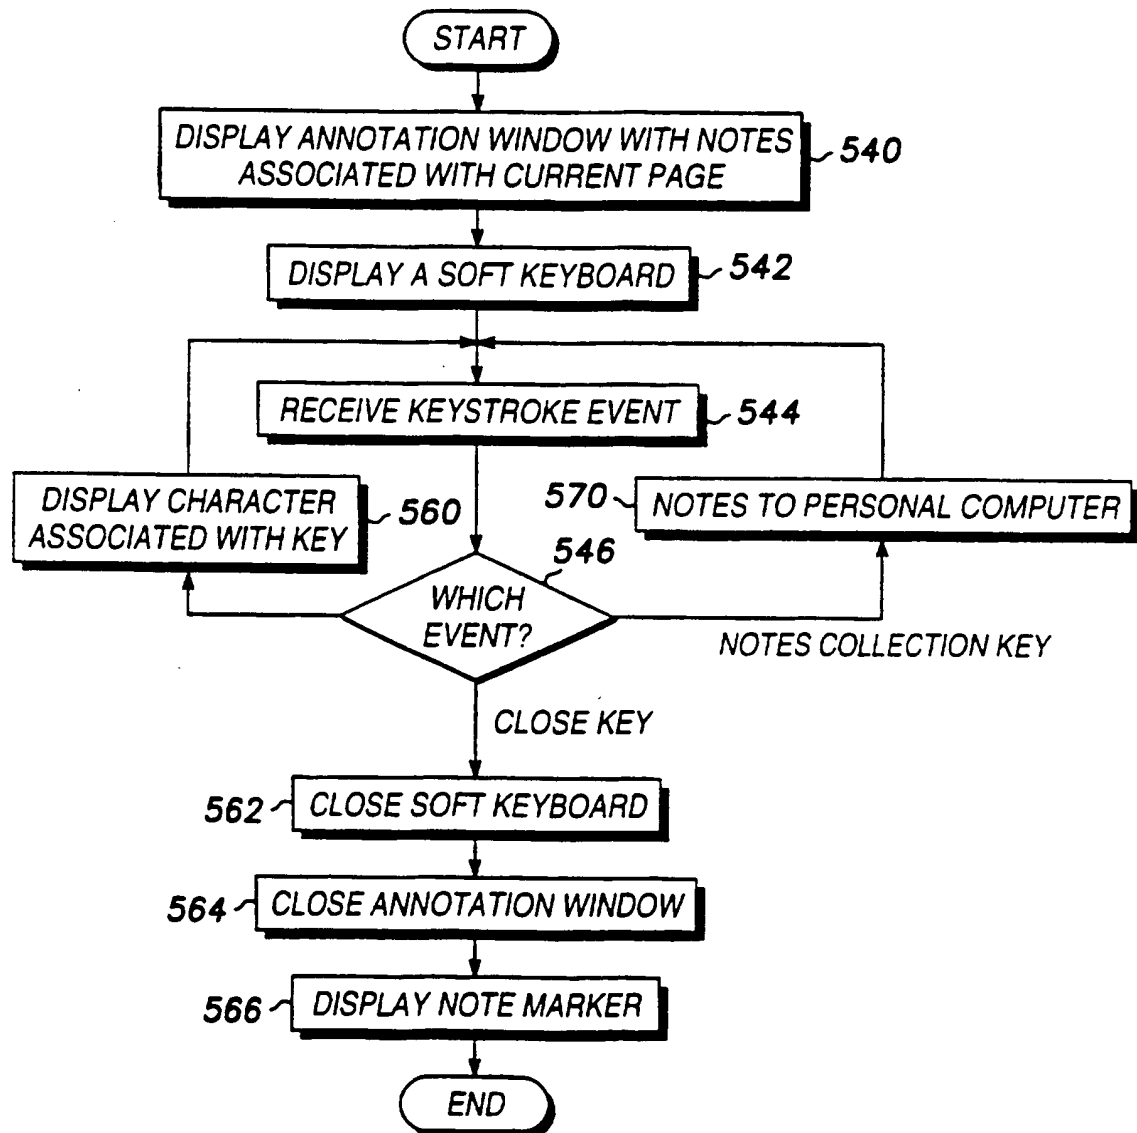 START
DISPLAY ANNOTATION WINDOW WITH NOTES
ASSOCIATED WITH CURRENT PAGE
540
DISPLAY A SOFT KEYBOARD
542
RECEIVE KEYSTROKE EVENT
544
DISPLAY CHARACTER
ASSOCIATED WITH KEY
560
570
NOTES TO PERSONAL COMPUTER
546
WHICH
EVENT?
NOTES COLLECTION KEY
CLOSE KEY
562
CLOSE SOFT KEYBOARD
564
CLOSE ANNOTATION WINDOW
566
DISPLAY NOTE MARKER
END